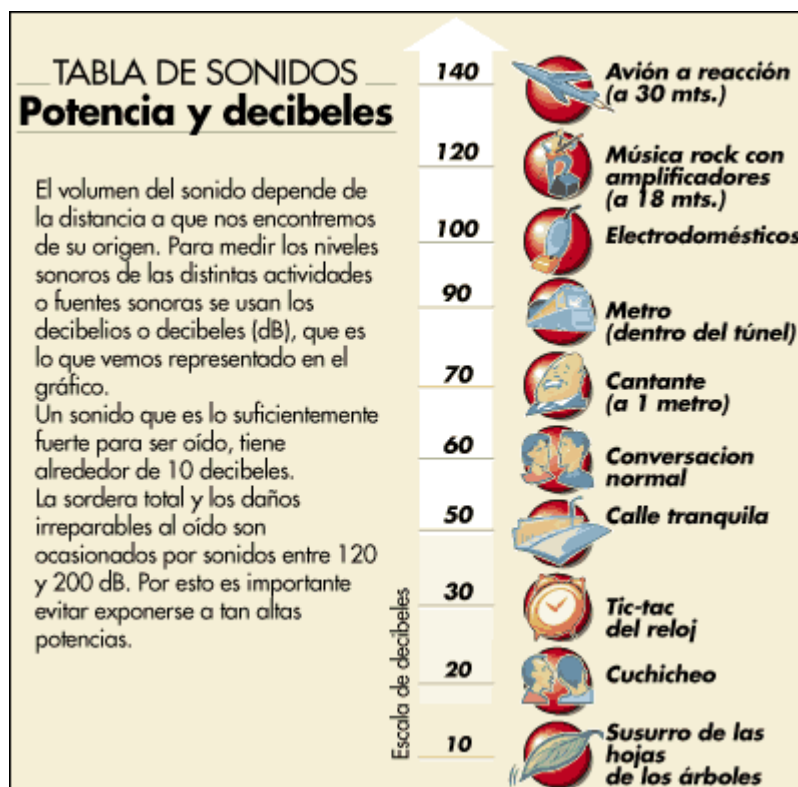 TABLA DE SONIDOS
Potencia y decibeles
El volumen del sonido depende de
la distancia a que nos encontremos
de su origen. Para medir los niveles
sonoros de las distintas actividades
o fuentes sonoras se usan los
decibelios o decibeles (dB), que es
lo que vemos representado en el
gráfico.
Un sonido que es lo suficientemente
fuerte para ser oído, tiene
alrededor de 10 decibeles.
La sordera total y los daños
irreparables al oído son
ocasionados por sonidos entre 120
y 200 dB. Por esto es importante
evitar exponerse a tan altas
potencias.
Escala de decibeles
140
Avión a reacción
(a 30 mts.)
120
Música rock con
amplificadores
(a 18 mts.)
100
Electrodomésticos
90
Metro
(dentro del túnel)
70
Cantante
(a 1 metro)
60
Conversacion
normal
50
Calle tranquila
30
Tic-tac
del reloj
20
Cuchicheo
10
Susurro de las
hojas
de los árboles